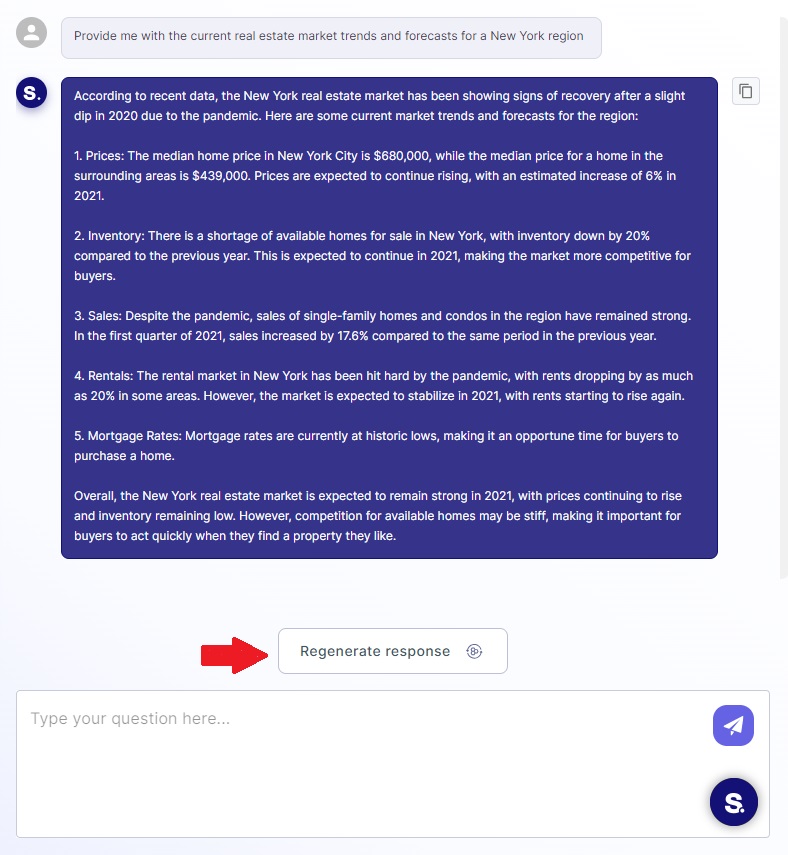 Provide me with the current real estate market trends and forecasts for a New York region
S.
According to recent data, the New York real estate market has been showing signs of recovery after a slight
dip in 2020 due to the pandemic. Here are some current market trends and forecasts for the region:
1. Prices: The median home price in New York City is $680,000, while the median price for a home in the
surrounding areas is $439,000. Prices are expected to continue rising, with an estimated increase of 6% in
2021.
2. Inventory: There is a shortage of available homes for sale in New York, with inventory down by 20%
compared to the previous year. This is expected to continue in 2021, making the market more competitive for
buyers.
3. Sales: Despite the pandemic, sales of single-family homes and condos in the region have remained strong.
In the first quarter of 2021, sales increased by 17.6% compared to the same period in the previous year.
4. Rentals: The rental market in New York has been hit hard by the pandemic, with rents dropping by as much
as 20% in some areas. However, the market is expected to stabilize in 2021, with rents starting to rise again.
5. Mortgage Rates: Mortgage rates are currently at historic lows, making it an opportune time for buyers to
purchase a home.
Overall, the New York real estate market is expected to remain strong in 2021, with prices continuing to rise
and inventory remaining low. However, competition for available homes may be stiff, making it important for
buyers to act quickly when they find a property they like.
Regenerate response
Type your question here...
S.